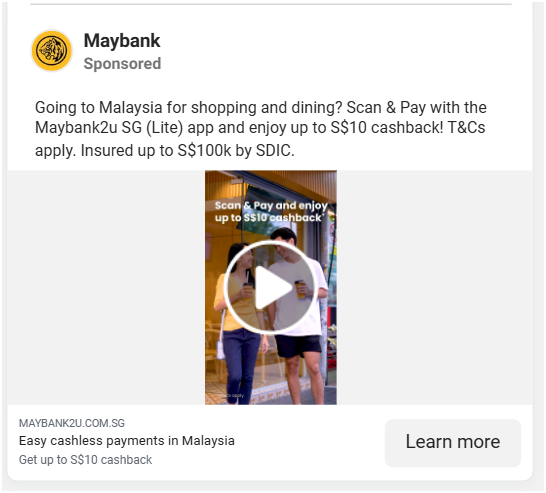 Maybank
Sponsored
Going to Malaysia for shopping and dining? Scan & Pay with the
Maybank2u SG (Lite) app and enjoy up to S$10 cashback! T&Cs
apply. Insured up to S$100k by SDIC.
Scan & Pay and enjoy
up to S$10 cashback*
apply.
MAYBANK2U.COM.SG
Easy cashless payments in Malaysia
Get up to S$10 cashback
Learn more